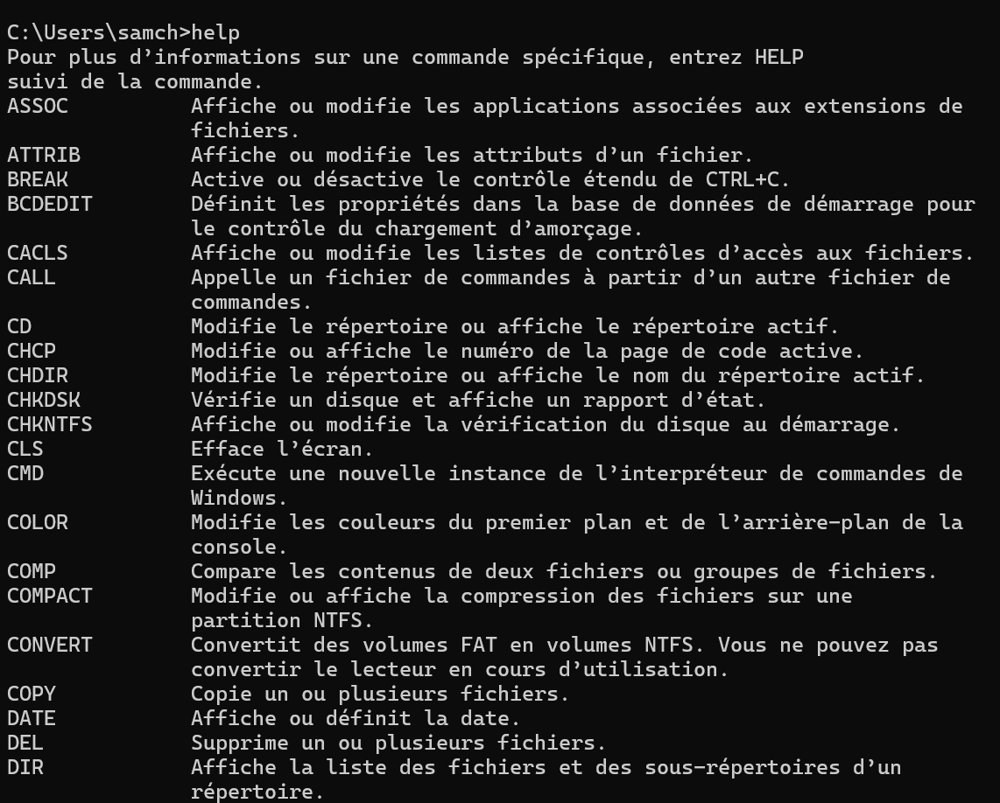 C:\Users\samch>help
Pour plus d’informations sur une commande spécifique, entrez HELP
suivi de la commande.
ASSOC          Affiche ou modifie les applications associées aux extensions de
               fichiers.
ATTRIB         Affiche ou modifie les attributs d’un fichier.
BREAK          Active ou désactive le contrôle étendu de CTRL+C.
BCDEDIT        Définit les propriétés dans la base de données de démarrage pour
               le contrôle du chargement d’amorçage.
CACLS          Affiche ou modifie les listes de contrôles d’accès aux fichiers.
CALL           Appelle un fichier de commandes à partir d’un autre fichier de
               commandes.
CD             Modifie le répertoire ou affiche le répertoire actif.
CHCP           Modifie ou affiche le numéro de la page de code active.
CHDIR          Modifie le répertoire ou affiche le nom du répertoire actif.
CHKDSK         Vérifie un disque et affiche un rapport d’état.
CHKNTFS        Affiche ou modifie la vérification du disque au démarrage.
CLS            Efface l’écran.
CMD            Exécute une nouvelle instance de l’interpréteur de commandes de
               Windows.
COLOR          Modifie les couleurs du premier plan et de l’arrière-plan de la
               console.
COMP           Compare les contenus de deux fichiers ou groupes de fichiers.
COMPACT        Modifie ou affiche la compression des fichiers sur une
               partition NTFS.
CONVERT        Convertit des volumes FAT en volumes NTFS. Vous ne pouvez pas
               convertir le lecteur en cours d’utilisation.
COPY           Copie un ou plusieurs fichiers.
DATE           Affiche ou définit la date.
DEL            Supprime un ou plusieurs fichiers.
DIR            Affiche la liste des fichiers et des sous-répertoires d’un
               répertoire.